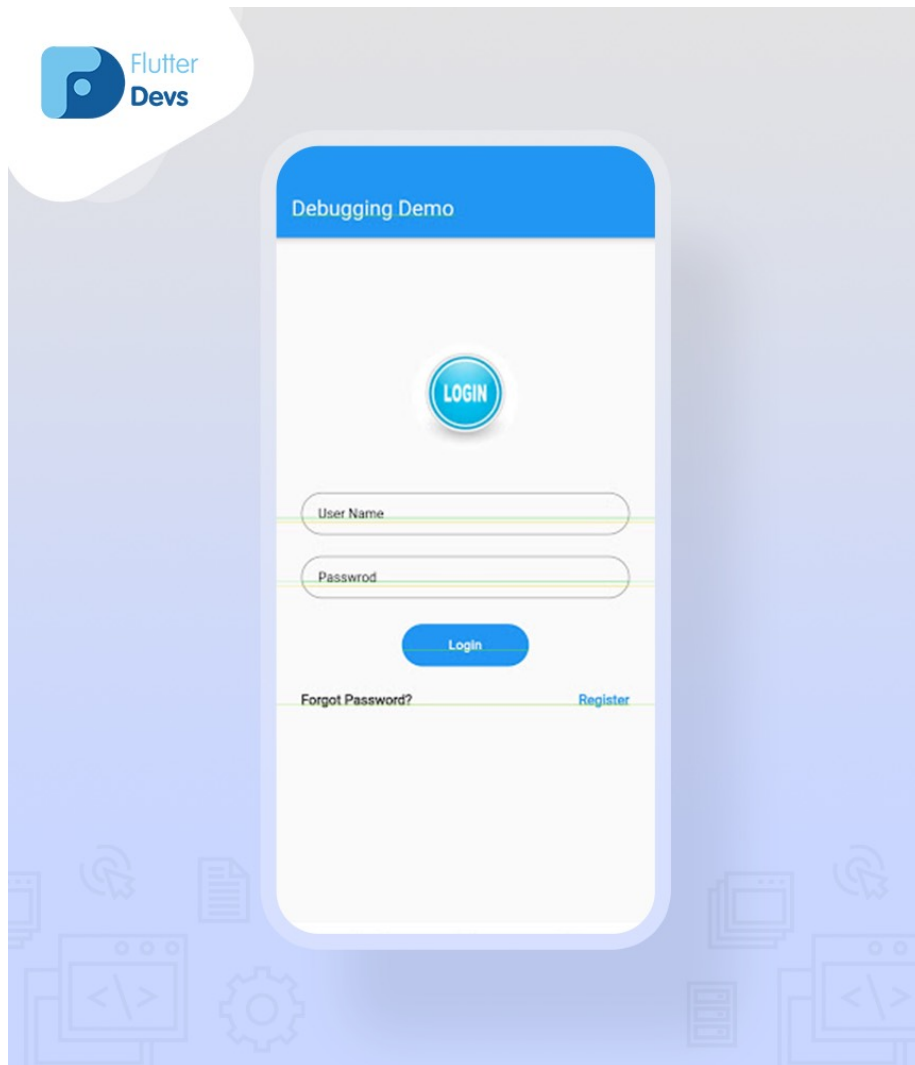 Flutter
Devs
Debugging Demo
LOGIN
User Name
Passwrod
Login
Forgot Password? Register